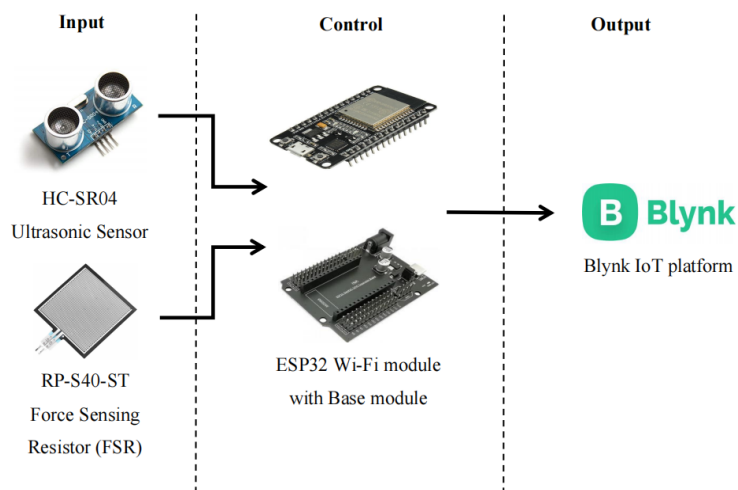 Input
Control
Output
HC-SR04
Ultrasonic Sensor
RP-S40-ST
Force Sensing
Resistor (FSR)
ESP32 Wi-Fi module
with Base module
B Blynk
Blynk IoT platform